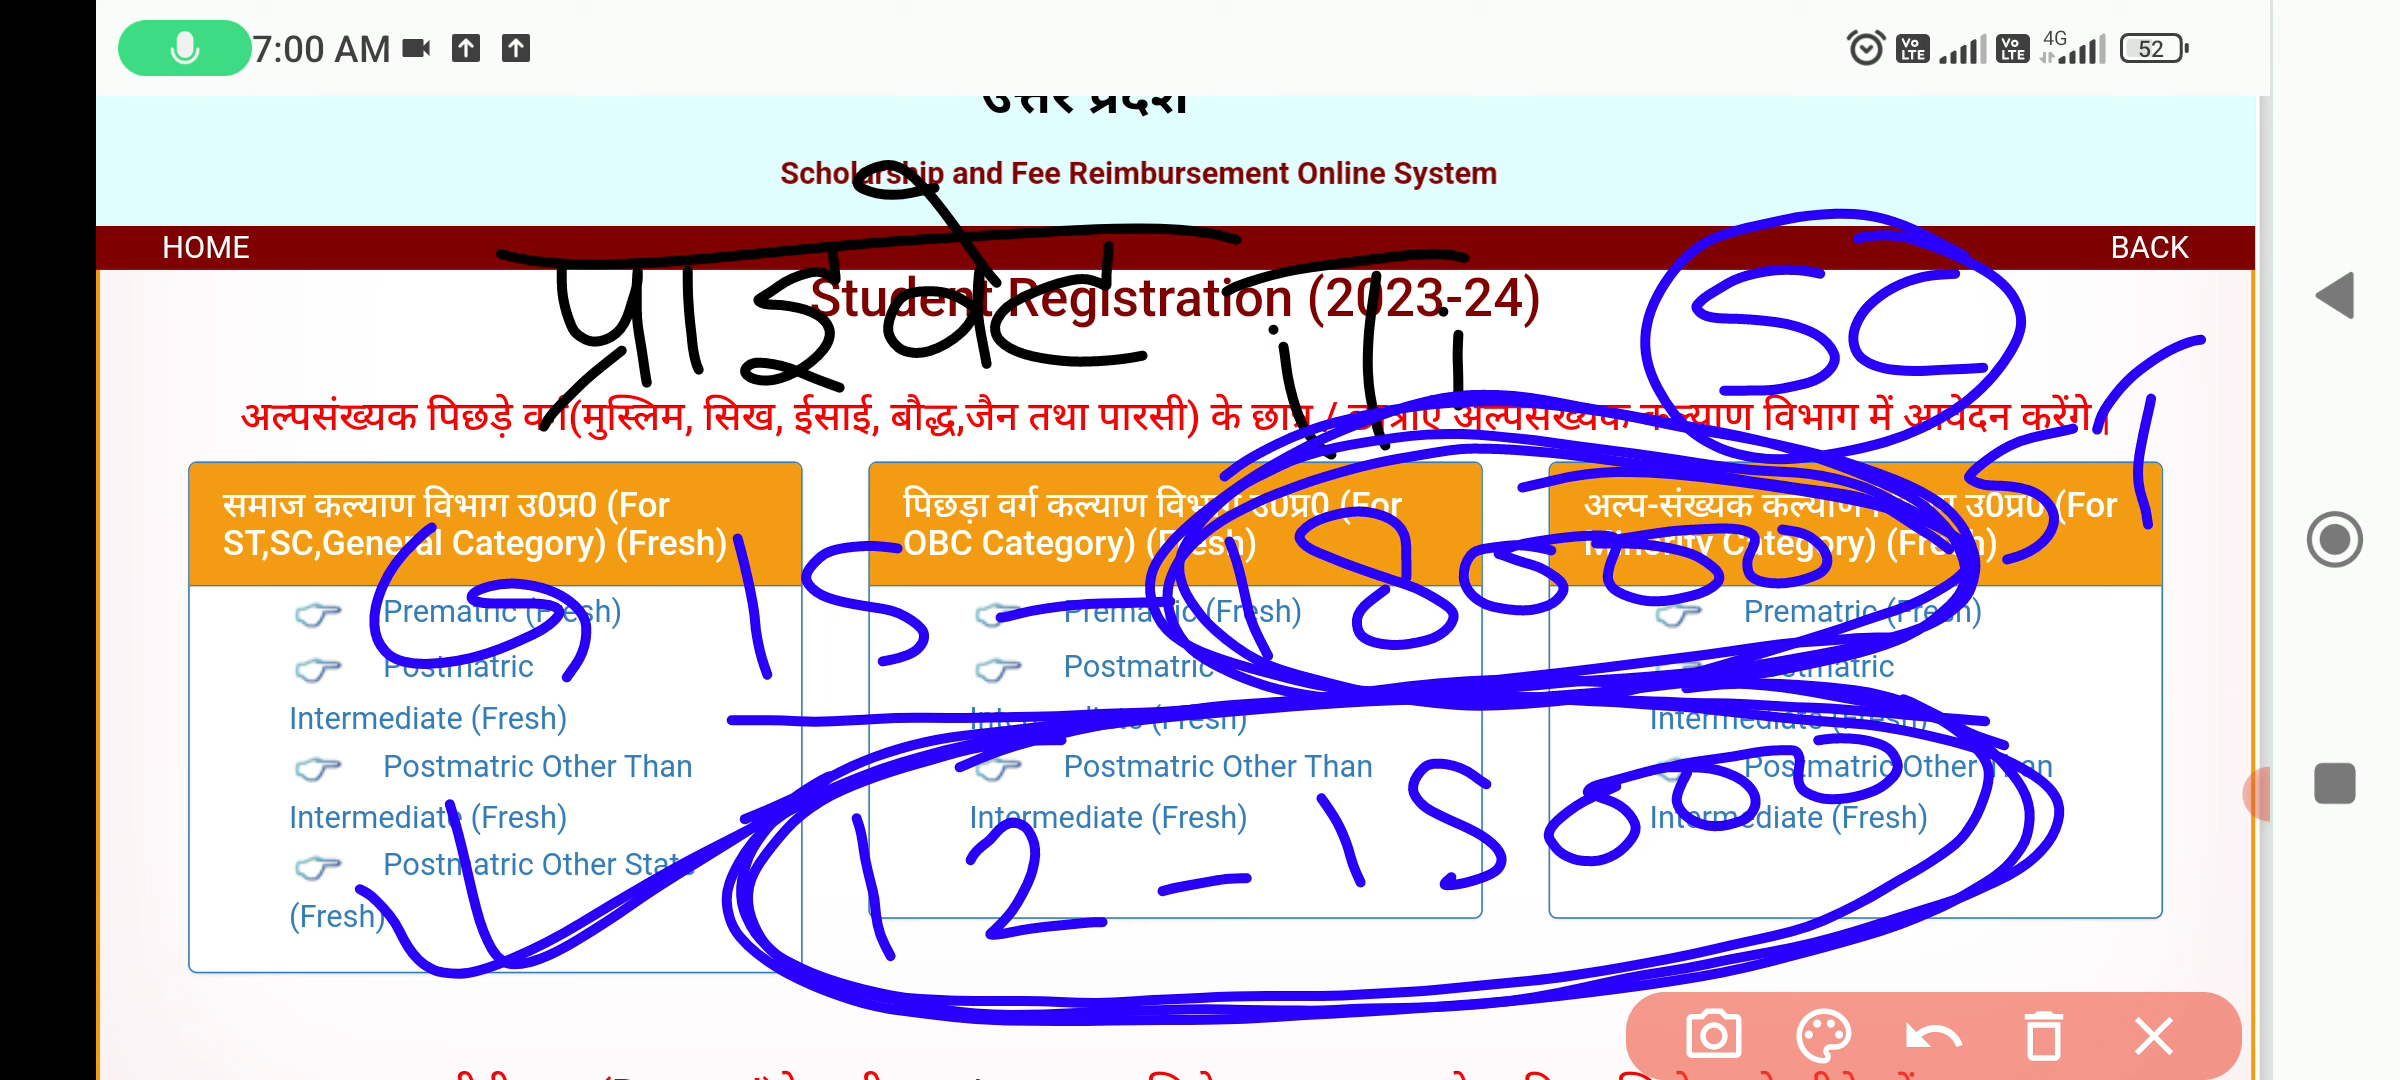 7:00 AM 4G 52
उत्तर प्रदेश
Scholarship and Fee Reimbursement Online System
HOME BACK
Student Registration (2023-24)
प्राइवेट SC
ST
अल्पसंख्यक पिछड़े वर्ग(मुस्लिम, सिख, ईसाई, बौद्ध,जैन तथा पारसी) के छात्र / छात्राएं अल्पसंख्यक कल्याण विभाग में आवेदन करेंगे|
समाज कल्याण विभाग उ0प्र0 (For
ST,SC,General Category) (Fresh)
Prematric (Fresh)
Postmatric
Intermediate (Fresh)
Postmatric Other Than
Intermediate (Fresh)
Postmatric Other State
(Fresh)
पिछड़ा वर्ग कल्याण विभाग उ0प्र0 (For
OBC Category) (Fresh)
Prematric (Fresh)
Postmatric
Intermediate (Fresh)
Postmatric Other Than
Intermediate (Fresh)
अल्प-संख्यक कल्याण विभाग उ0प्र0 (For
Minority Category) (Fresh)
Prematric (Fresh)
Postmatric
Intermediate (Fresh)
Postmatric Other Than
Intermediate (Fresh)
18000
12 - 15000